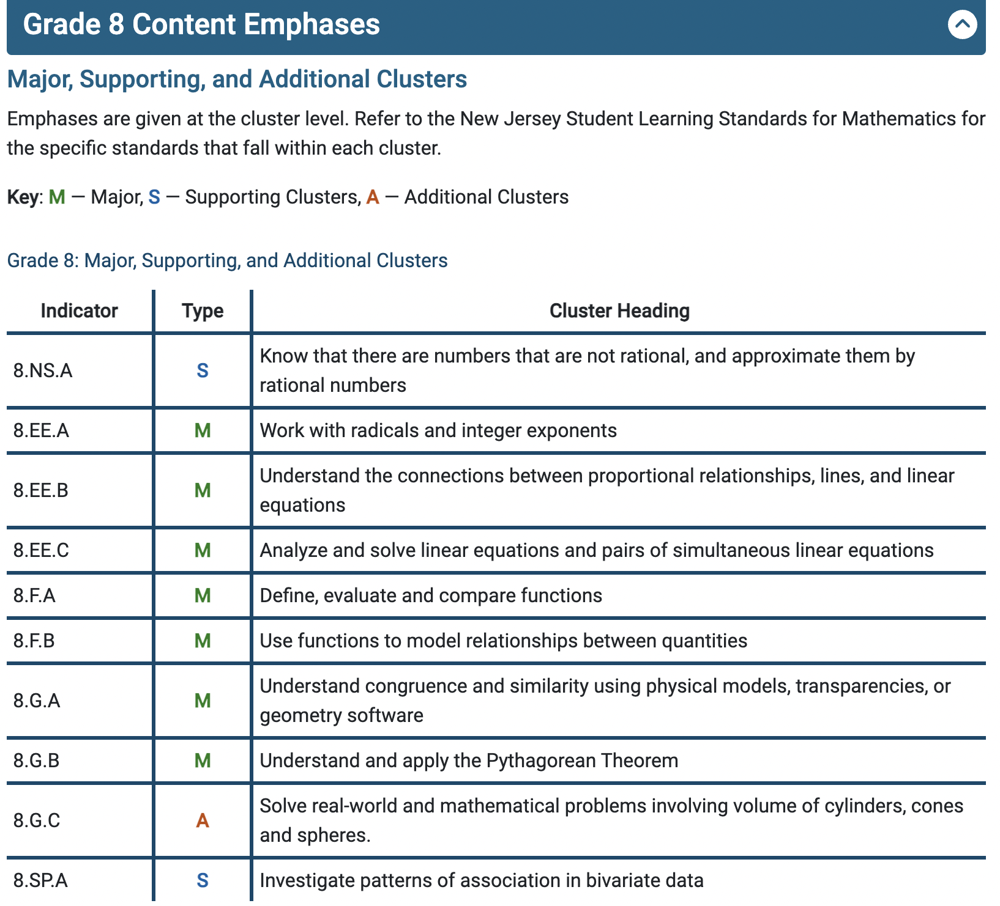 Grade 8 Content Emphases
Major, Supporting, and Additional Clusters
Emphases are given at the cluster level. Refer to the New Jersey Student Learning Standards for Mathematics for
the specific standards that fall within each cluster.
Key: M — Major, S — Supporting Clusters, A — Additional Clusters
Grade 8: Major, Supporting, and Additional Clusters
Indicator Type Cluster Heading
8.NS.A S Know that there are numbers that are not rational, and approximate them by
rational numbers
8.EE.A M Work with radicals and integer exponents
8.EE.B M Understand the connections between proportional relationships, lines, and linear
equations
8.EE.C M Analyze and solve linear equations and pairs of simultaneous linear equations
8.F.A M Define, evaluate and compare functions
8.F.B M Use functions to model relationships between quantities
8.G.A M Understand congruence and similarity using physical models, transparencies, or
geometry software
8.G.B M Understand and apply the Pythagorean Theorem
8.G.C A Solve real-world and mathematical problems involving volume of cylinders, cones
and spheres.
8.SP.A S Investigate patterns of association in bivariate data